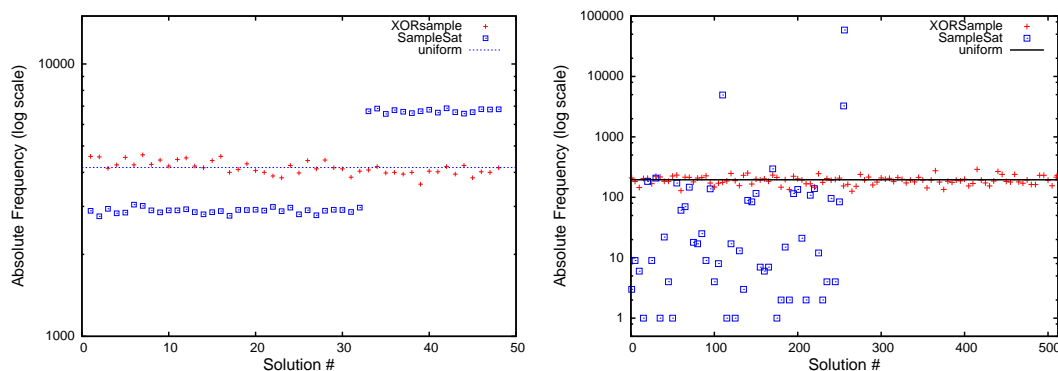 XORsample
SampleSat
uniform
Absolute Frequency (log scale)
10000
1000
0
10
20
30
40
50
Solution #
XORsample
SampleSat
uniform
Absolute Frequency (log scale)
100000
10000
1000
100
10
1
0
100
200
300
400
500
Solution #